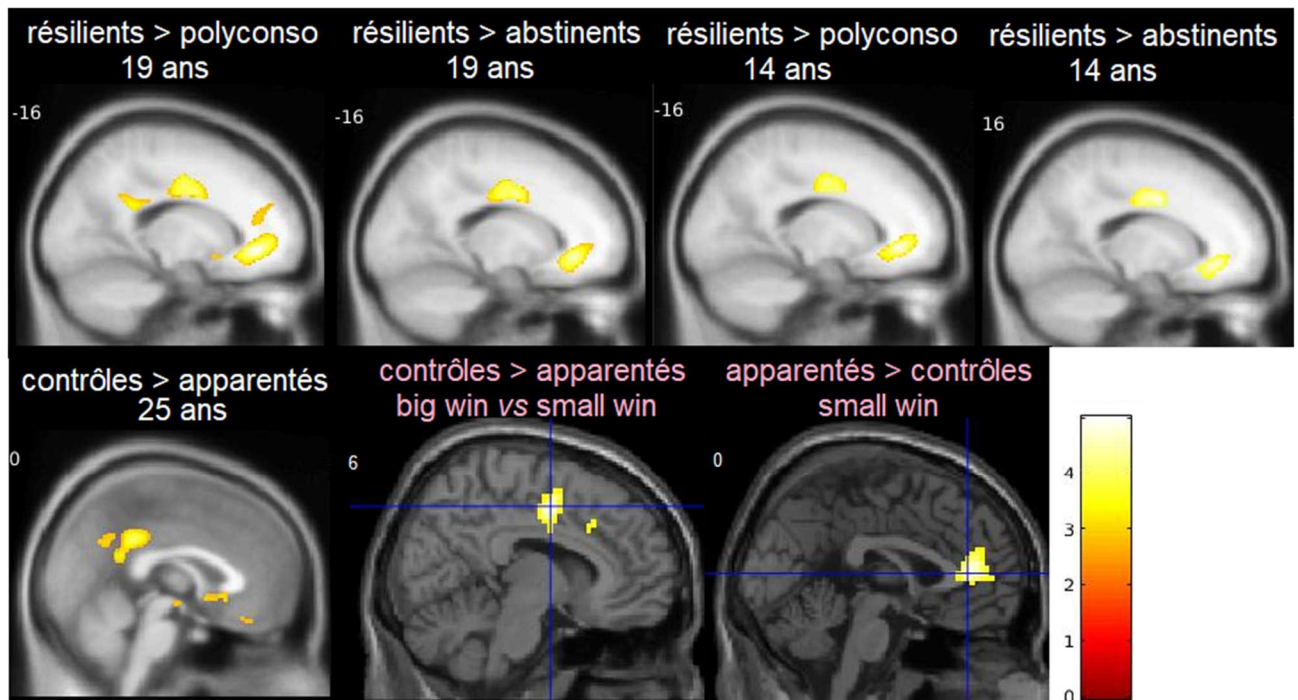 résilients > polyconso
19 ans
résilients > abstinents
19 ans
résilients > polyconso
14 ans
résilients > abstinents
14 ans
-16
-16
-16
16
contrôles > apparentés
25 ans
contrôles > apparentés
big win vs small win
apparentés > contrôles
small win
0
6
0
4
3
2
1
0